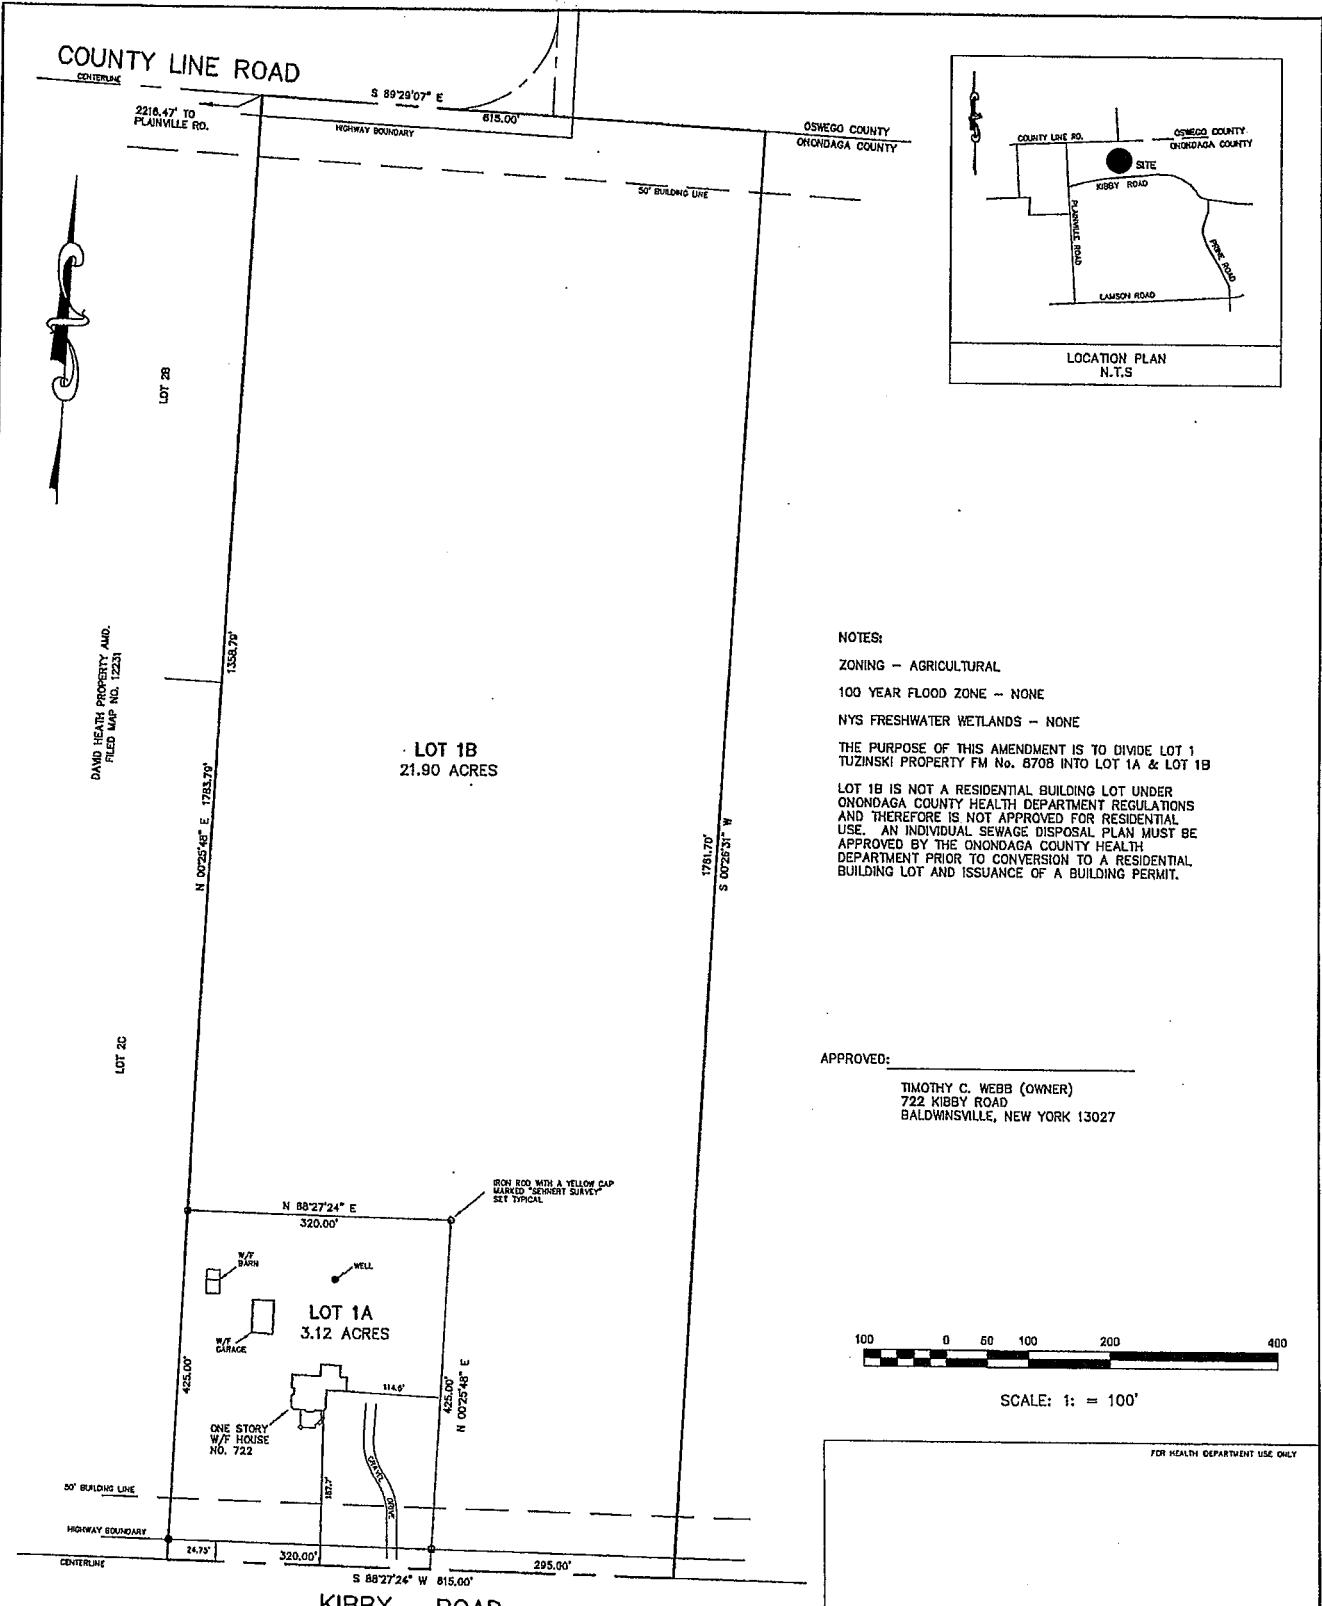 COUNTY LINE ROAD
CENTERLINE
2218.47' TO
PLAINVILLE RD.
S 89°29'07" E
615.00'
HIGHWAY BOUNDARY
OSWEGO COUNTY
ONONDAGA COUNTY
50' BUILDING LINE
COUNTY LINE RD.
OSWEGO COUNTY
ONONDAGA COUNTY
SITE
KIBBY ROAD
PLAINVILLE ROAD
PRINE ROAD
LAMSON ROAD
LOCATION PLAN
N.T.S
LOT 2B
1358.79'
DAVID HEATH PROPERTY AMD.
FILED MAP NO. 12231
N 00°25'48" E 1783.79'
LOT 1B
21.90 ACRES
1761.70'
S 00°26'31" W
NOTES:
ZONING - AGRICULTURAL
100 YEAR FLOOD ZONE - NONE
NYS FRESHWATER WETLANDS - NONE
THE PURPOSE OF THIS AMENDMENT IS TO DIVIDE LOT 1
TUZINSKI PROPERTY FM No. 8708 INTO LOT 1A & LOT 1B
LOT 1B IS NOT A RESIDENTIAL BUILDING LOT UNDER
ONONDAGA COUNTY HEALTH DEPARTMENT REGULATIONS
AND THEREFORE IS NOT APPROVED FOR RESIDENTIAL
USE. AN INDIVIDUAL SEWAGE DISPOSAL PLAN MUST BE
APPROVED BY THE ONONDAGA COUNTY HEALTH
DEPARTMENT PRIOR TO CONVERSION TO A RESIDENTIAL
BUILDING LOT AND ISSUANCE OF A BUILDING PERMIT.
LOT 2C
APPROVED:
TIMOTHY C. WEBB (OWNER)
722 KIBBY ROAD
BALDWINSVILLE, NEW YORK 13027
IRON ROD WITH A YELLOW CAP
MARKED "SEHNERT SURVEY"
SET TYPICAL
N 88°27'24" E
320.00'
W/F
BARN
WELL
LOT 1A
3.12 ACRES
W/F
GARAGE
425.00'
114.6'
425.00'
N 00°25'48" E
ONE STORY
W/F HOUSE
NO. 722
GRAVEL DRIVE
187.7'
50' BUILDING LINE
HIGHWAY BOUNDARY
CENTERLINE
24.75'
320.00'
295.00'
S 88°27'24" W 615.00'
KIBBY ROAD
100 0 50 100 200 400
SCALE: 1: = 100'
FOR HEALTH DEPARTMENT USE ONLY